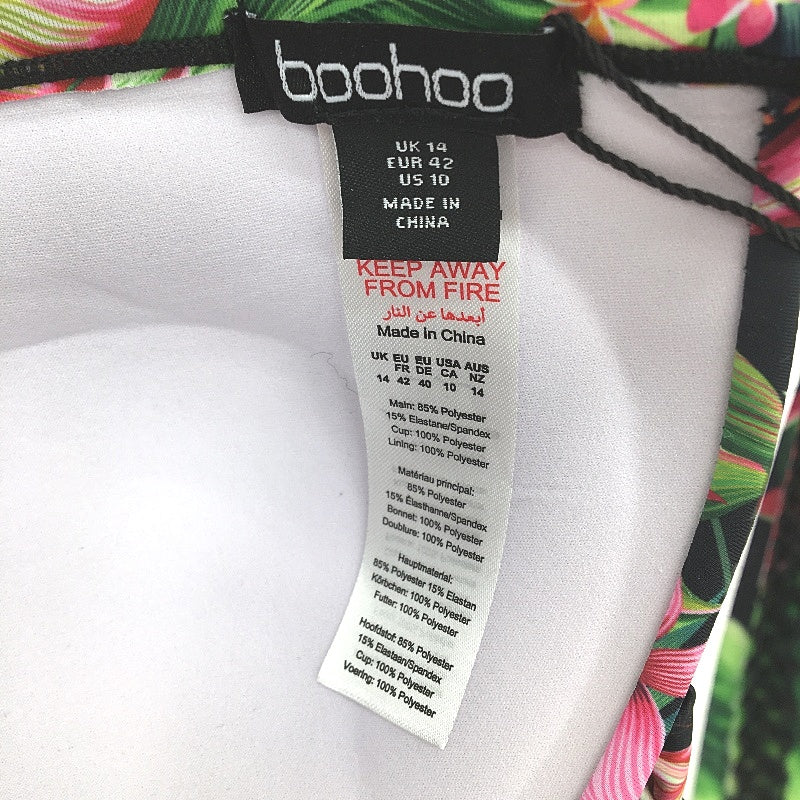 boohoo
UK 14
EUR 42
US 10
MADE IN
CHINA
KEEP AWAY
FROM FIRE
أبعدها عن النار
Made in China
UK EU EU USA AUS
FR DE CA NZ
14 42 40 10 14
Main: 85% Polyester
15% Elastane/Spandex
Cup: 100% Polyester
Lining: 100% Polyester
Matériau principal:
85% Polyester
15% Élasthanne/Spandex
Bonnet: 100% Polyester
Doublure: 100% Polyester
Hauptmaterial:
85% Polyester 15% Elastan
Körbchen: 100% Polyester
Futter: 100% Polyester
Hoofdstof: 85% Polyester
15% Elastaan/Spandex
Cup: 100% Polyester
Voering: 100% Polyester